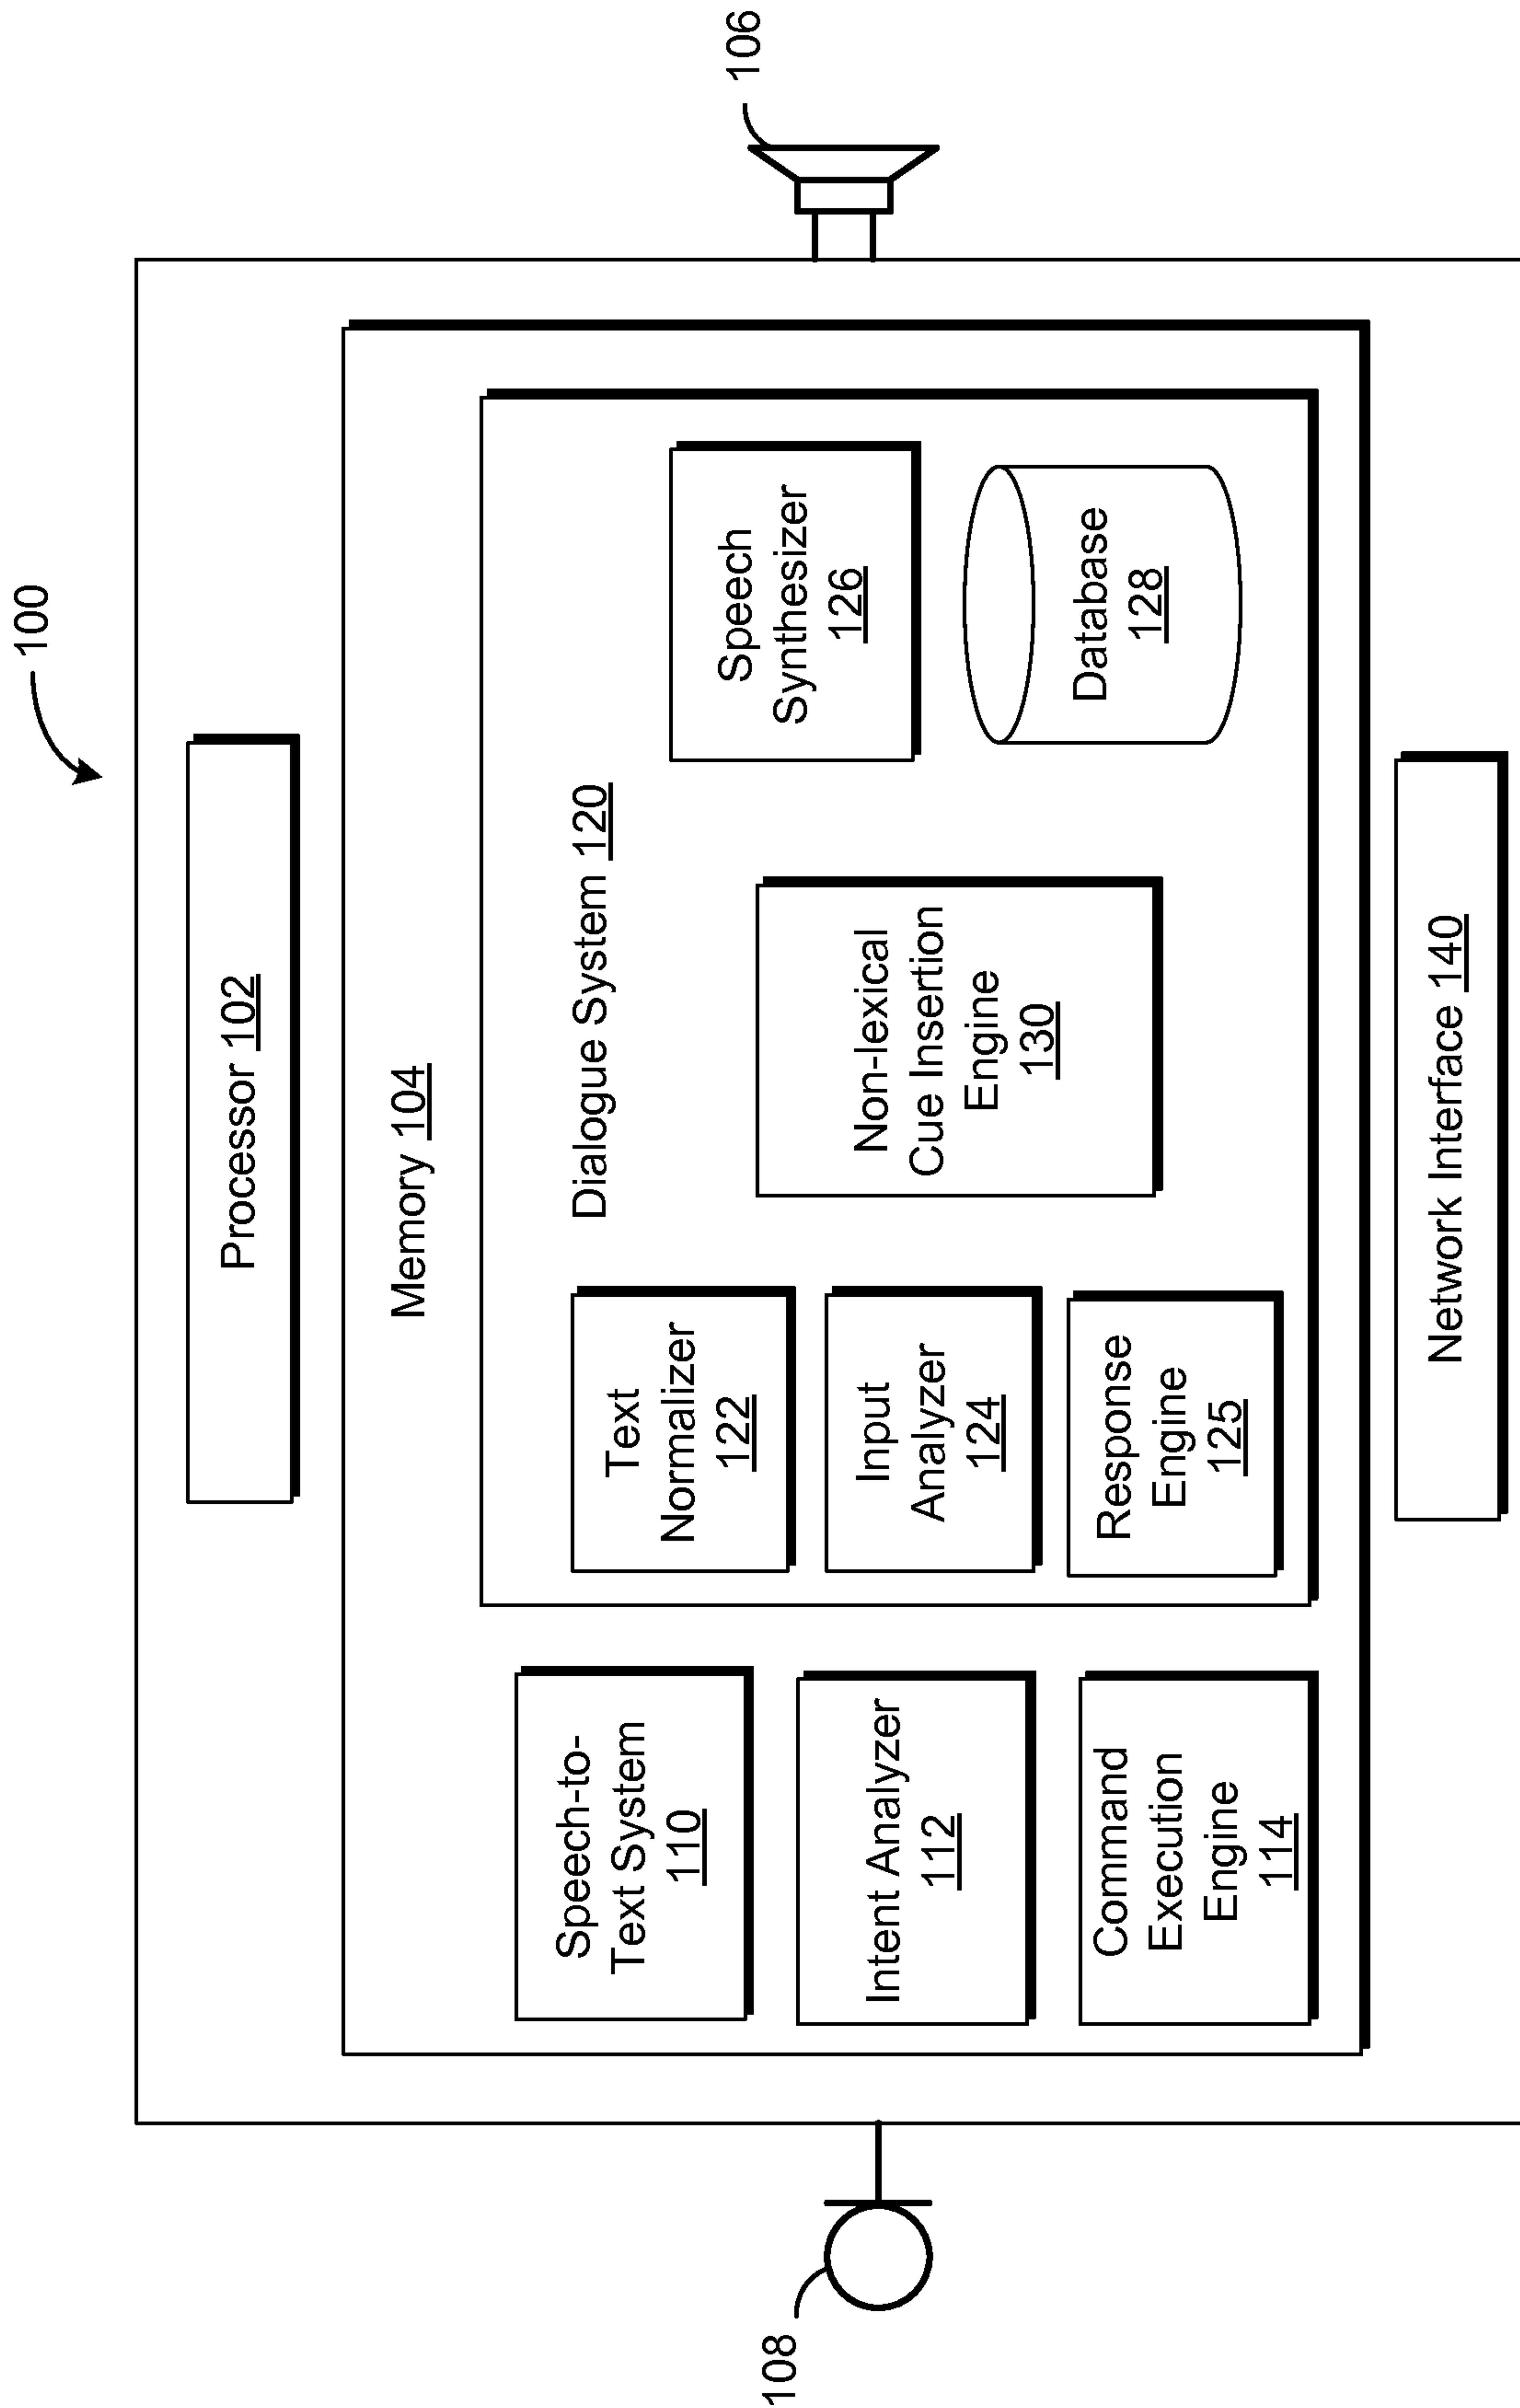 100
Processor 102
Memory 104
Dialogue System 120
Speech-to-
Text System
110
Text
Normalizer
122
Speech
Synthesizer
126
106
108
Intent Analyzer
112
Input
Analyzer
124
Non-lexical
Cue Insertion
Engine
130
Command
Execution
Engine
114
Response
Engine
125
Database
128
Network Interface 140